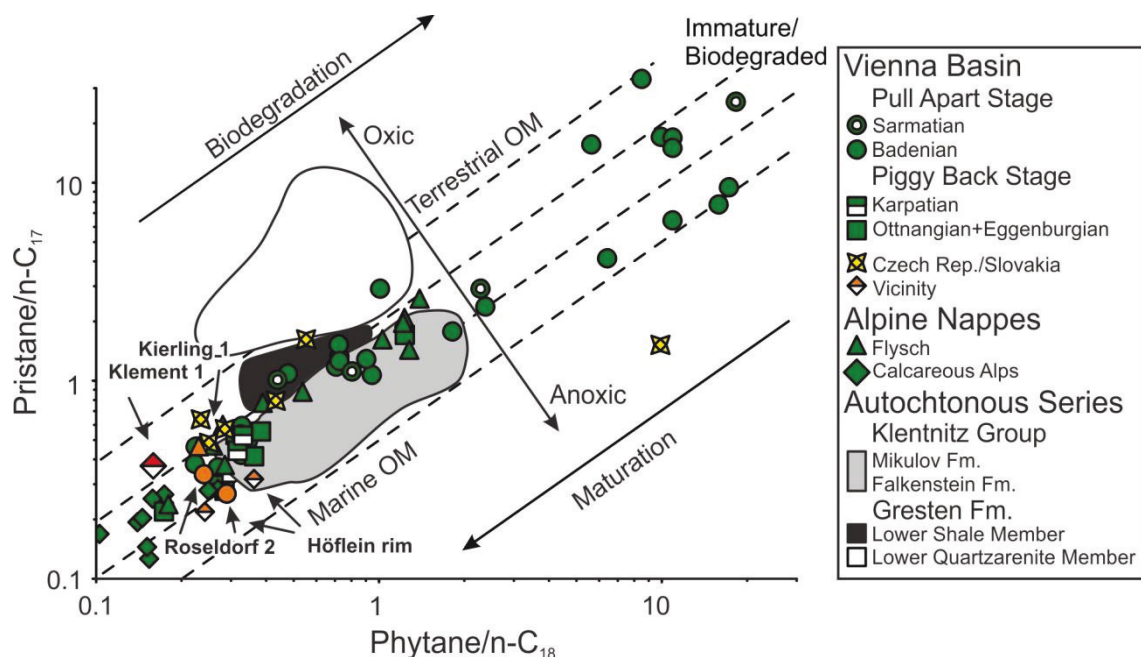 Biodegradation
Immature/
Biodegraded
Oxic
Terrestrial OM
Pristane/n-C17
10
1
0.1
Kierling 1
Klement 1
Anoxic
Maturation
Marine OM
Roseldorf 2
Höflein rim
0.1
1
10
Phytane/n-C18
Vienna Basin
Pull Apart Stage
Sarmatian
Badenian
Piggy Back Stage
Karpatian
Ottnangian+Eggenburgian
Czech Rep./Slovakia
Vicinity
Alpine Nappes
Flysch
Calcareous Alps
Autochtonous Series
Klentnitz Group
Mikulov Fm.
Falkenstein Fm.
Gresten Fm.
Lower Shale Member
Lower Quartzarenite Member